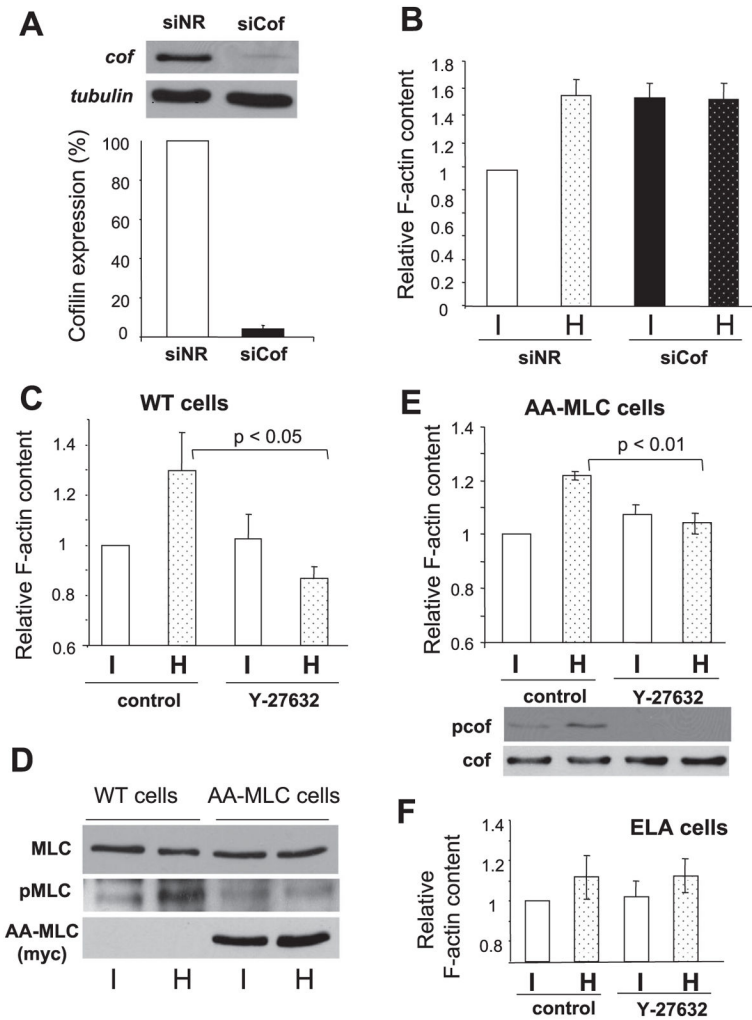 A
siNR siCof
cof
tubulin
Cofilin expression (%)
100
80
60
40
20
0
siNR siCof
B
Relative F-actin content
1.8
1.6
1.4
1.2
1
0.8
0.6
0.4
0.2
0
I H I H
siNR siCof
C
WT cells
Relative F-actin content
1.4
1.2
1
0.8
0.6
p < 0.05
I H I H
control Y-27632
D
WT cells AA-MLC cells
MLC
pMLC
AA-MLC
(myc)
I H I H
E
AA-MLC cells
Relative F-actin content
1.4
1.2
1
0.8
0.6
p < 0.01
I H I H
control Y-27632
pcof
cof
F
ELA cells
Relative
F-actin content
1.4
1.2
1
0.8
I H I H
control Y-27632